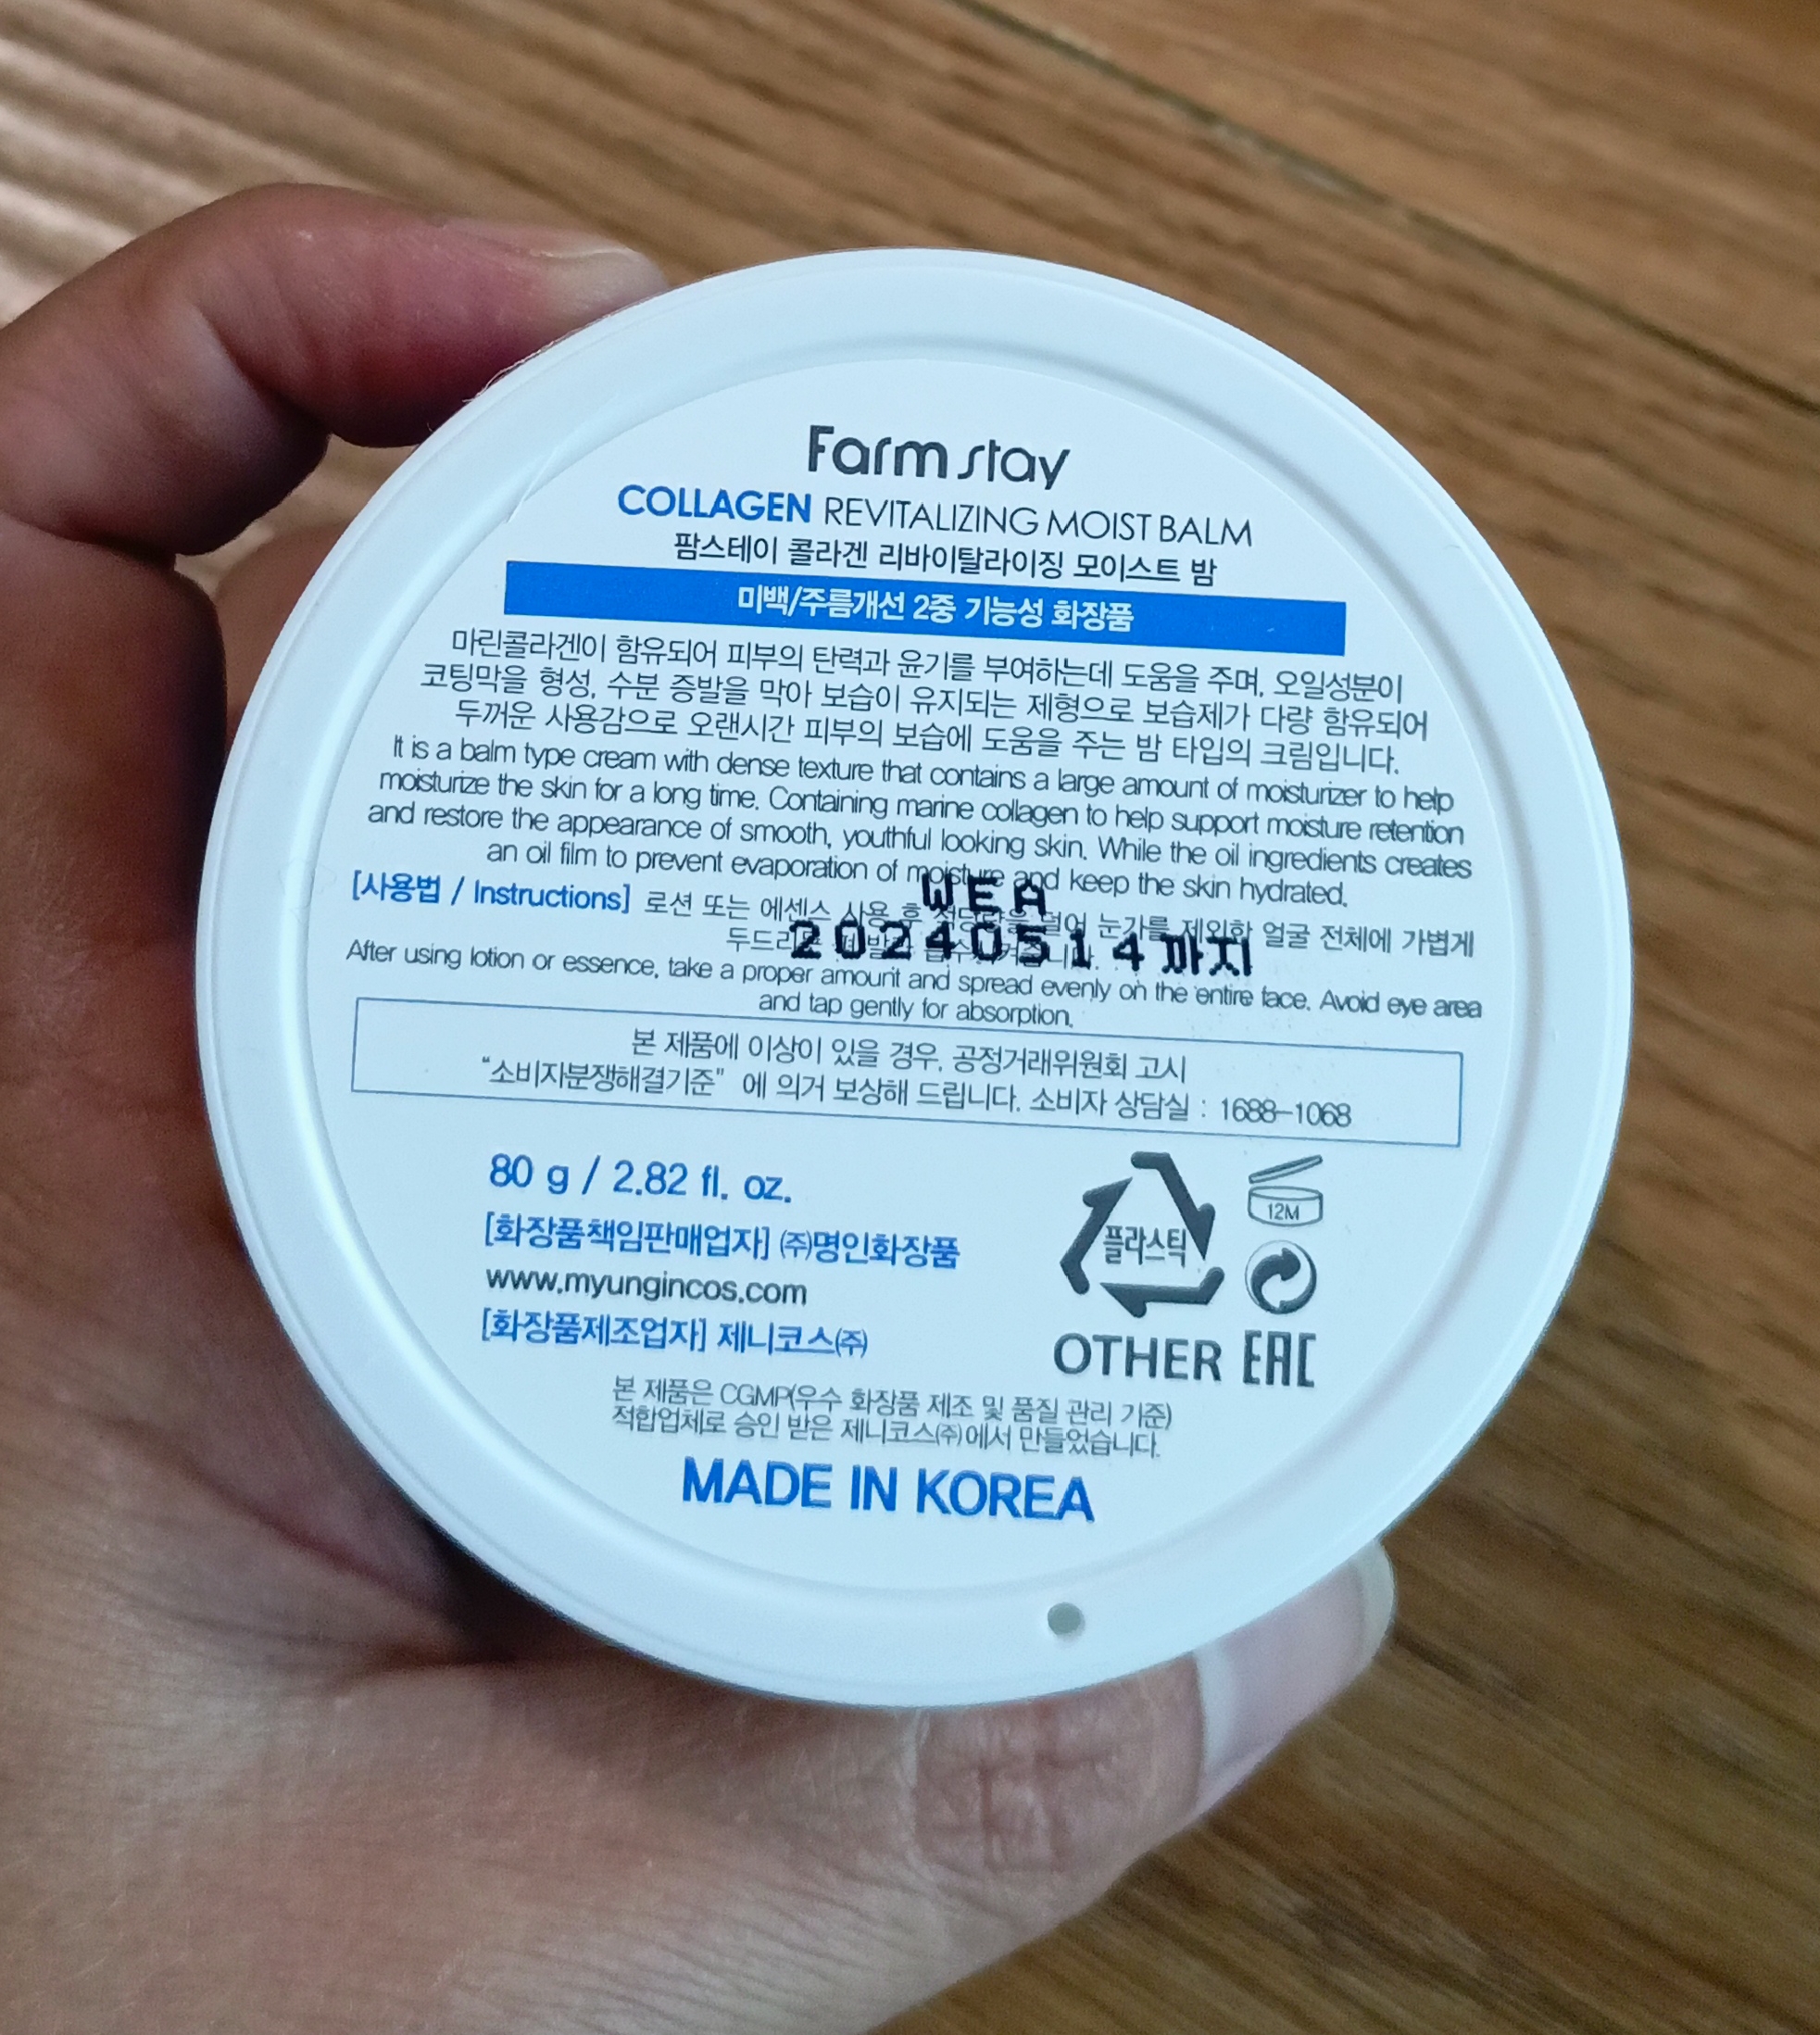 Farm stay
COLLAGEN REVITALIZING MOIST BALM
팜스테이 콜라겐 리바이탈라이징 모이스트 밤
미백/주름개선 2중 기능성 화장품
마린콜라겐이 함유되어 피부의 탄력과 윤기를 부여하는데 도움을 주며, 오일성분이
코팅막을 형성, 수분 증발을 막아 보습이 유지되는 제형으로 보습제가 다량 함유되어
두꺼운 사용감으로 오랜시간 피부의 보습에 도움을 주는 밤 타입의 크림입니다.
It is a balm type cream with dense texture that contains a large amount of moisturizer to help
moisturize the skin for a long time. Containing marine collagen to help support moisture retention
and restore the appearance of smooth, youthful looking skin. While the oil ingredients creates
an oil film to prevent evaporation of moisture and keep the skin hydrated.
WEA
[사용법 / Instructions] 로션 또는 에센스 사용 후 덜어 눈가를 제외한 얼굴 전체에 가볍게
20240514까지
After using lotion or essence, take a proper amount and spread evenly on the entire face. Avoid eye area
and tap gently for absorption.
본 제품에 이상이 있을 경우, 공정거래위원회 고시
“소비자분쟁해결기준” 에 의거 보상해 드립니다. 소비자 상담실 : 1688-1068
80 g / 2.82 fl. oz.
[화장품책임판매업자] ㈜명인화장품
www.myungincos.com
[화장품제조업자] 제니코스㈜
플라스틱
12M
OTHER EAC
본 제품은 CGMP(우수 화장품 제조 및 품질 관리 기준)
적합업체로 승인 받은 제니코스㈜에서 만들었습니다.
MADE IN KOREA